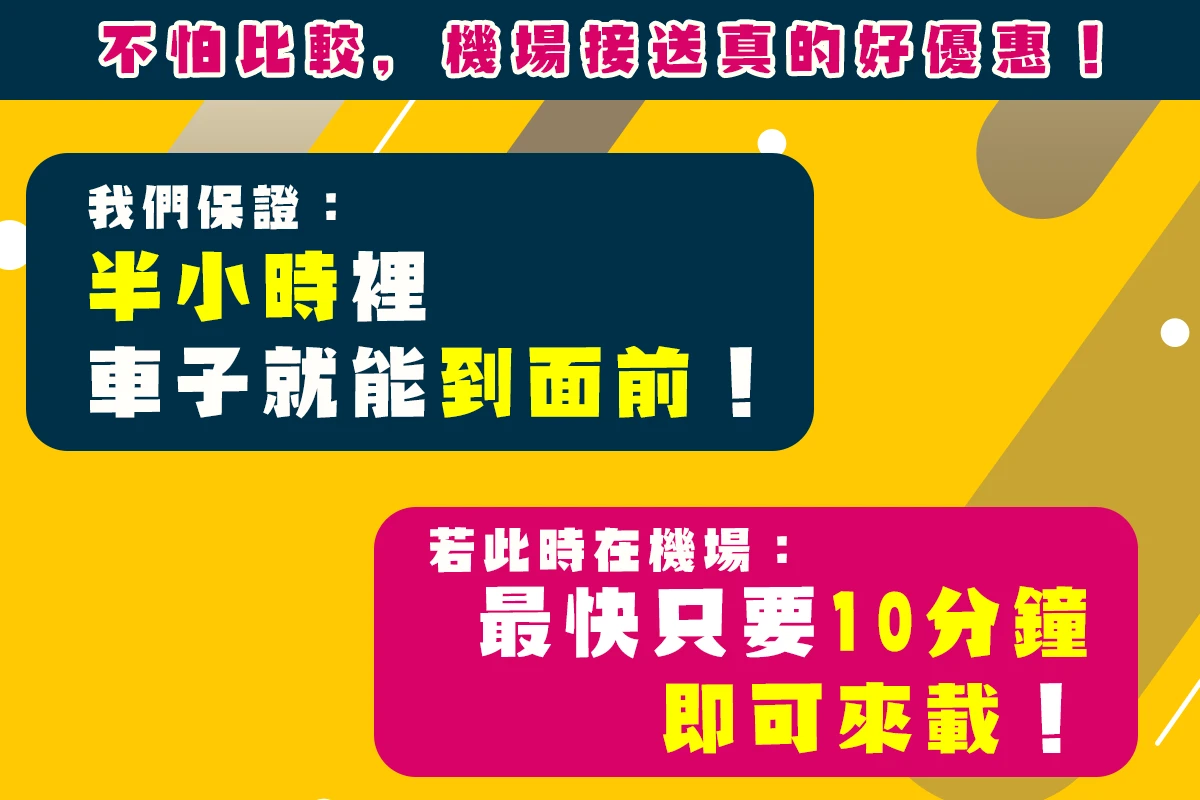 不怕比較，機場接送真的好優惠！
我們保證：
半小時裡
車子就能到面前！
若此時在機場：
最快只要10分鐘
即可來載！